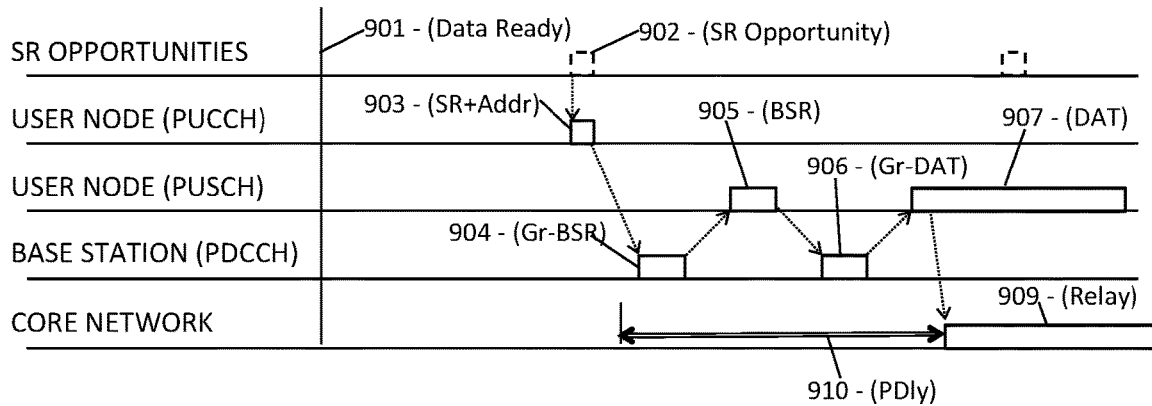 901 - (Data Ready)
902 - (SR Opportunity)
SR OPPORTUNITIES
903 - (SR+Addr)
905 - (BSR)
907 - (DAT)
USER NODE (PUCCH)
906 - (Gr-DAT)
USER NODE (PUSCH)
904 - (Gr-BSR)
BASE STATION (PDCCH)
909 - (Relay)
CORE NETWORK
910 - (PDly)